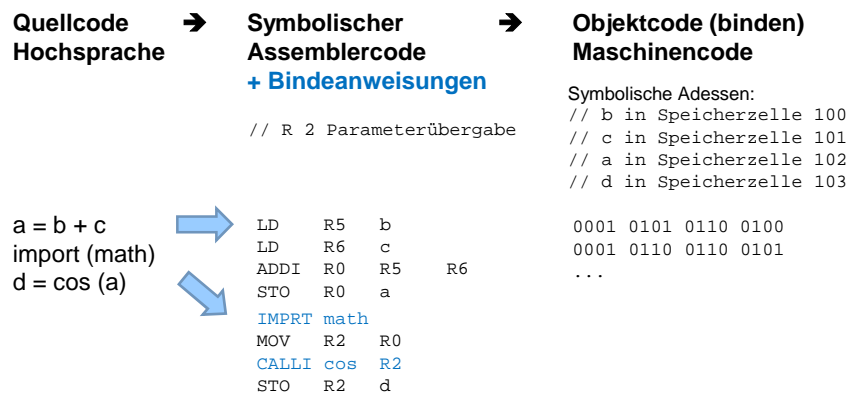 Quellcode ➔ Symbolischer ➔ Objektcode (binden)
Hochsprache Assemblercode Maschinencode
+ Bindeanweisungen
Symbolische Adessen:
// b in Speicherzelle 100
// R 2 Parameterübergabe
// c in Speicherzelle 101
// a in Speicherzelle 102
// d in Speicherzelle 103
a = b + c
import (math)
d = cos (a)
LD R5 b
LD R6 c
ADDI R0 R5 R6
STO R0 a
IMPRT math
MOV R2 R0
CALLI cos R2
STO R2 d
0001 0101 0110 0100
0001 0110 0110 0101
...